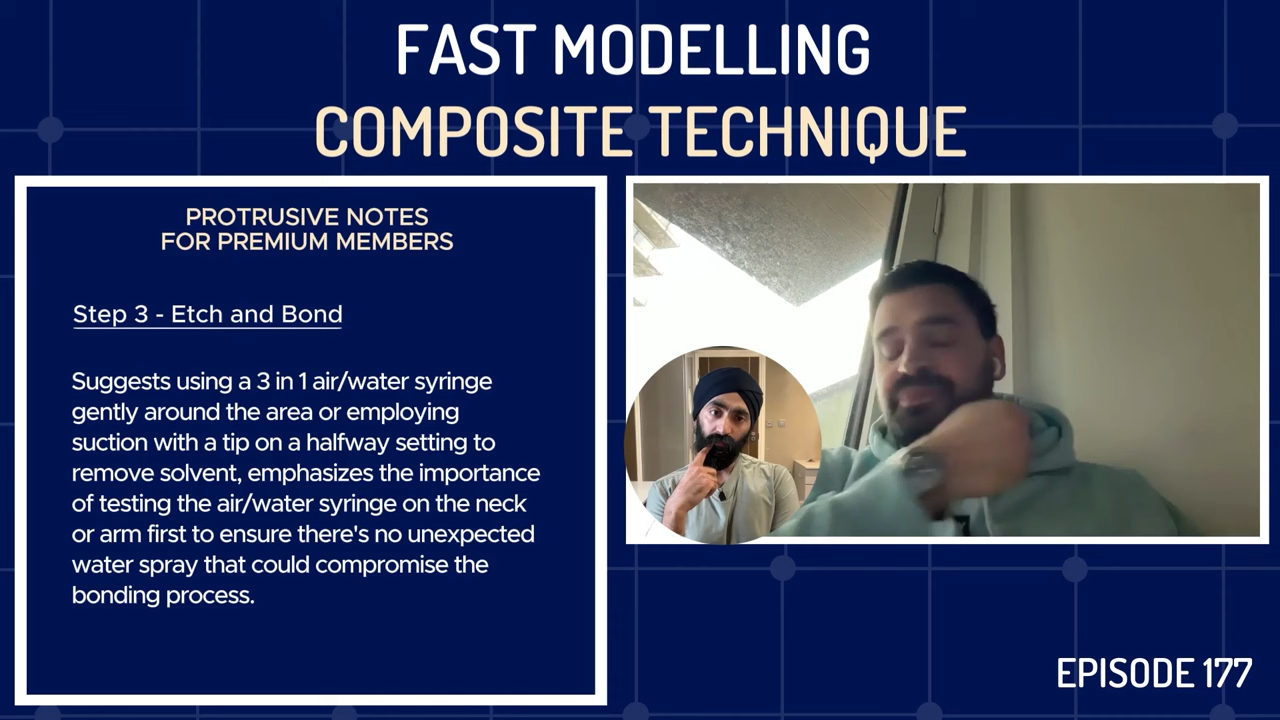 FAST MODELLING
COMPOSITE TECHNIQUE
PROTRUSIVE NOTES
FOR PREMIUM MEMBERS
Step 3 - Etch and Bond
Suggests using a 3 in 1 air/water syringe
gently around the area or employing
suction with a tip on a halfway setting to
remove solvent, emphasizes the importance
of testing the air/water syringe on the neck
or arm first to ensure there's no unexpected
water spray that could compromise the
bonding process.
EPISODE 177